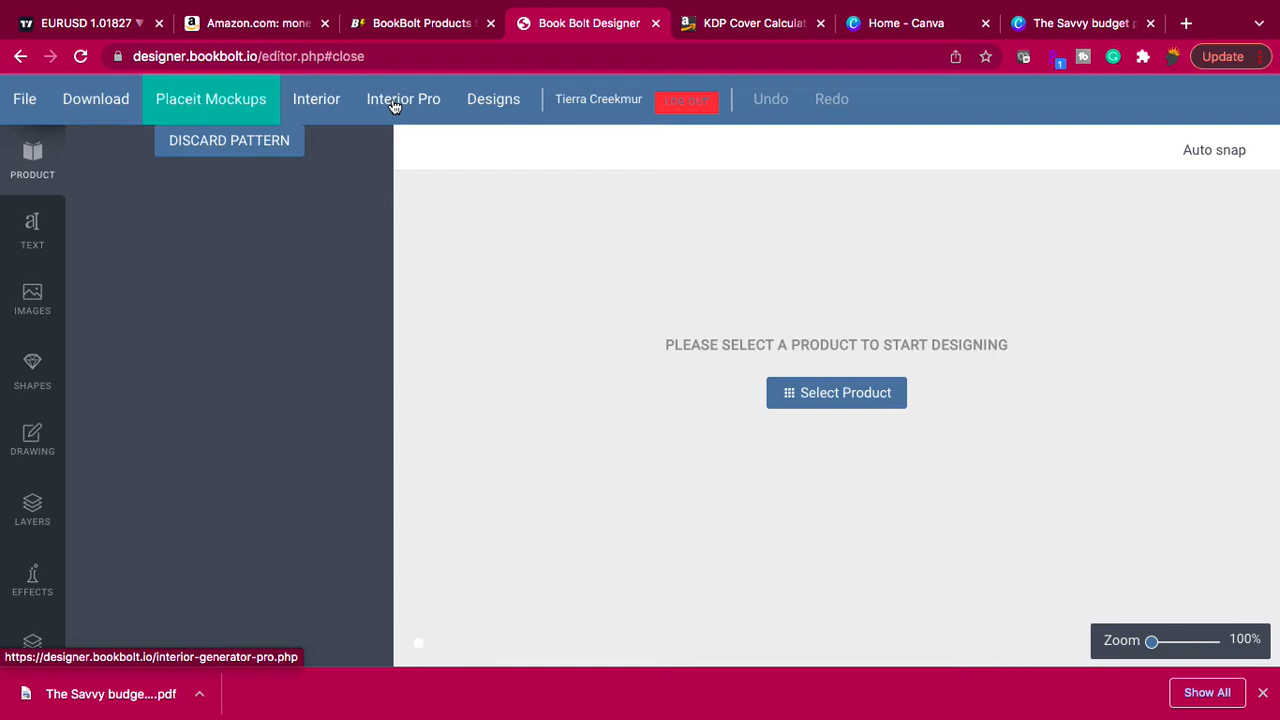 EURUSD 1.01827 ▼
Amazon.com: mone
BookBolt Products S
Book Bolt Designer
KDP Cover Calculat
Home - Canva
The Savvy budget p
designer.bookbolt.io/editor.php#close
1
Update
File
Download
Placeit Mockups
Interior
Interior Pro
Designs
Tierra Creekmur
LOG OUT
Undo
Redo
DISCARD PATTERN
Auto snap
PRODUCT
TEXT
IMAGES
SHAPES
DRAWING
LAYERS
EFFECTS
PLEASE SELECT A PRODUCT TO START DESIGNING
Select Product
Zoom
100%
https://designer.bookbolt.io/interior-generator-pro.php
The Savvy budge....pdf
Show All